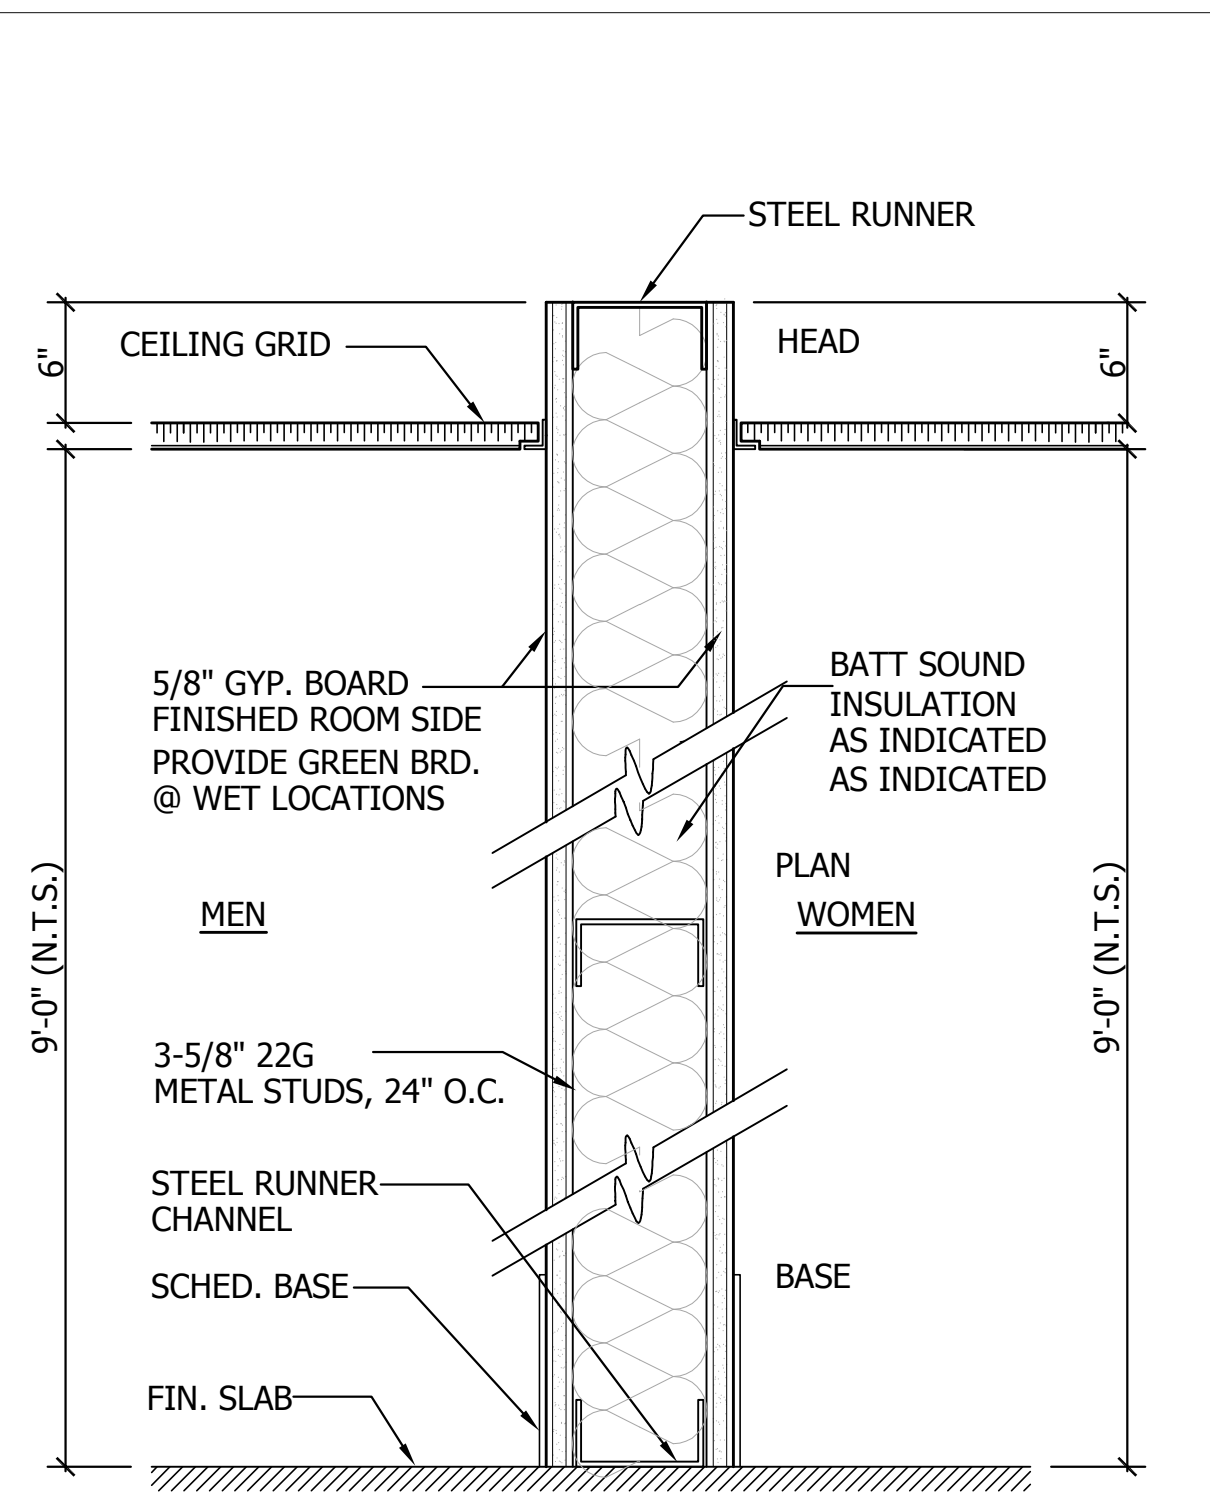 STEEL RUNNER
CEILING GRID
HEAD
6"
6"
5/8" GYP. BOARD
FINISHED ROOM SIDE
PROVIDE GREEN BRD.
@ WET LOCATIONS
BATT SOUND
INSULATION
AS INDICATED
AS INDICATED
PLAN
MEN
WOMEN
9'-0" (N.T.S.)
9'-0" (N.T.S.)
3-5/8" 22G
METAL STUDS, 24" O.C.
STEEL RUNNER
CHANNEL
SCHED. BASE
BASE
FIN. SLAB